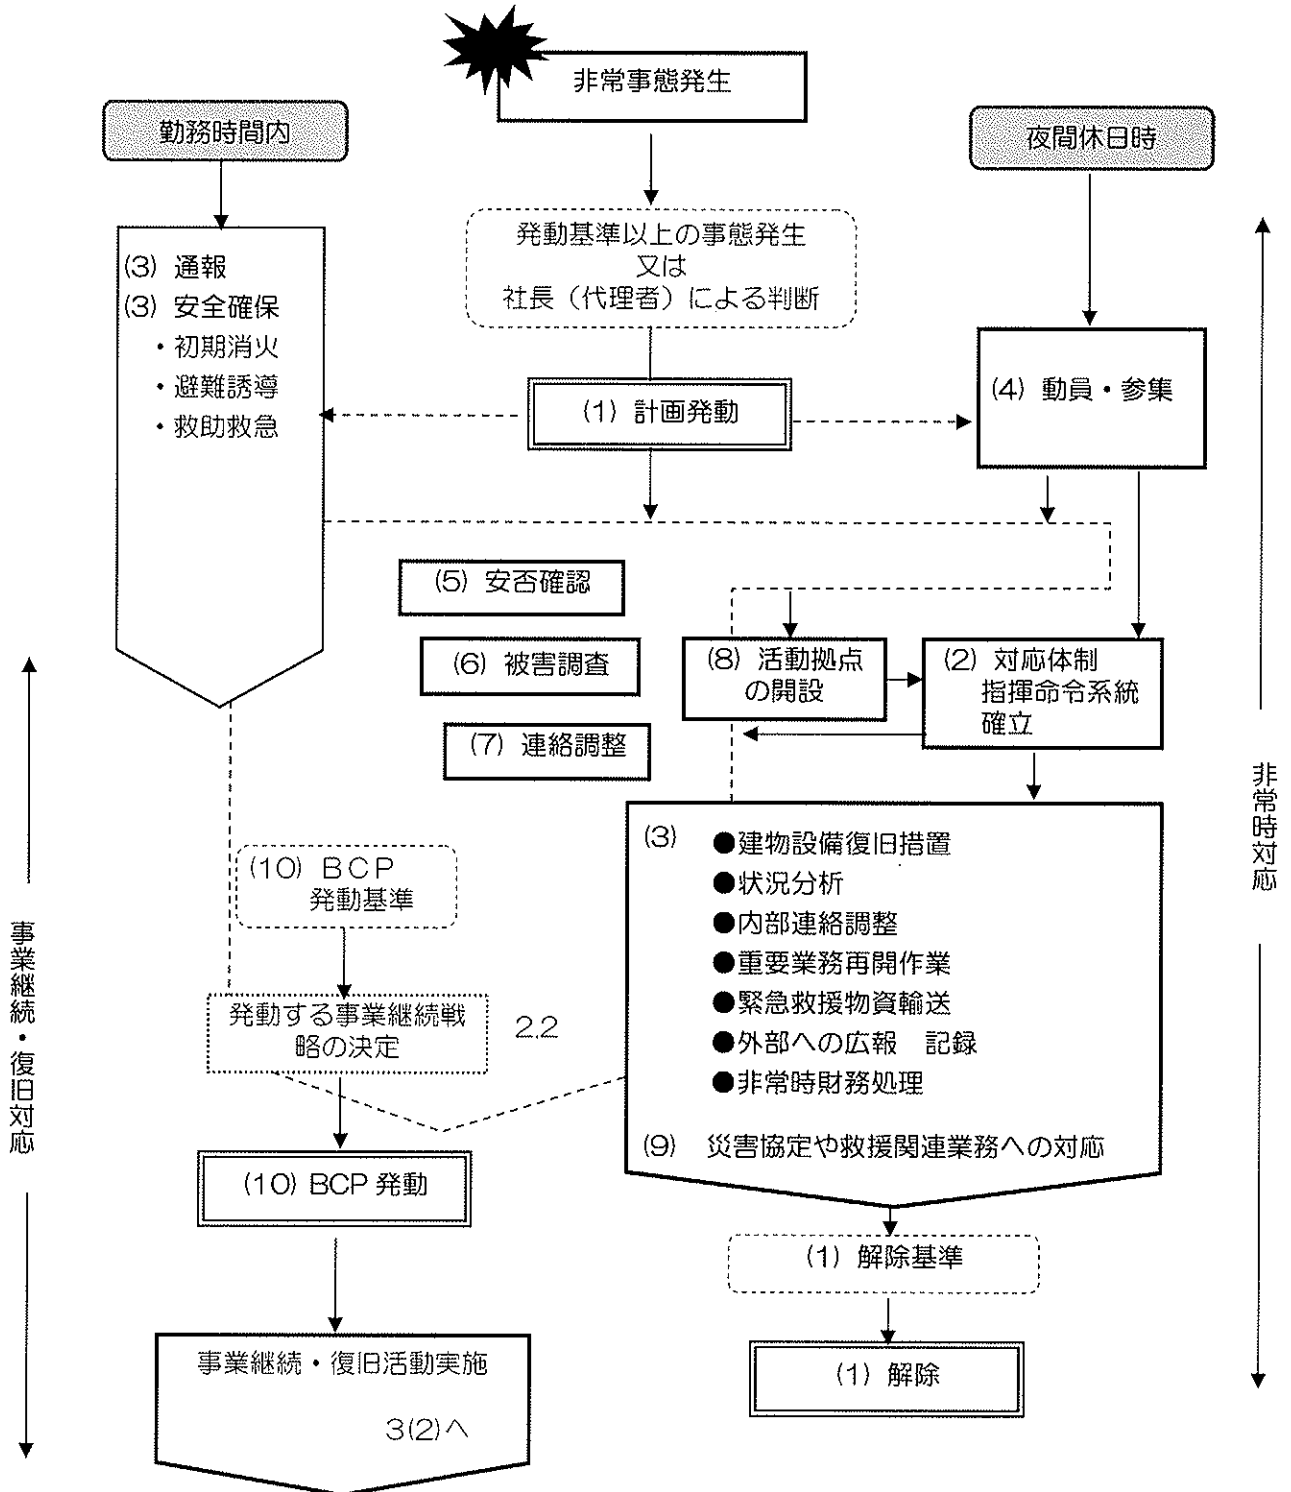 非常事態発生
勤務時間内
夜間休日時
発動基準以上の事態発生
又は
社長（代理者）による判断
(3) 通報
(3) 安全確保
・初期消火
・避難誘導
・救助救急
(1) 計画発動
(4) 動員・参集
(5) 安否確認
(6) 被害調査
(7) 連絡調整
(8) 活動拠点
の開設
(2) 対応体制
指揮命令系統
確立
非常時対応
(3) ●建物設備復旧措置
●状況分析
●内部連絡調整
●重要業務再開作業
●緊急救援物資輸送
●外部への広報　記録
●非常時財務処理
(9) 災害協定や救援関連業務への対応
(10) BCP
発動基準
事業継続・復旧対応
発動する事業継続戦
略の決定
2.2
(10) BCP 発動
(1) 解除基準
(1) 解除
事業継続・復旧活動実施
3(2)へ